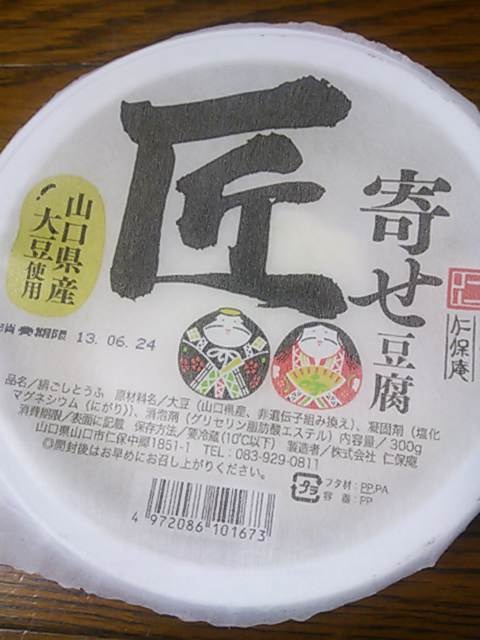 匠
寄せ豆腐
仁保庵
山口県産
大豆使用
消費期限 13.06.24
品名/絹ごしとうふ 原材料名/大豆(山口県産、非遺伝子組み換え)、凝固剤(塩化
マグネシウム(にがり))、消泡剤(グリセリン脂肪酸エステル) 内容量/300g
消費期限/表面に記載 保存方法/要冷蔵(10℃以下) 製造者/株式会社 仁保庵
山口県山口市仁保中郷1851-1 TEL:083-929-0811
◎開封後はお早めにお召し上がりください。
プラ
フタ材:PP,PA
容器:PP
4 972086 101673